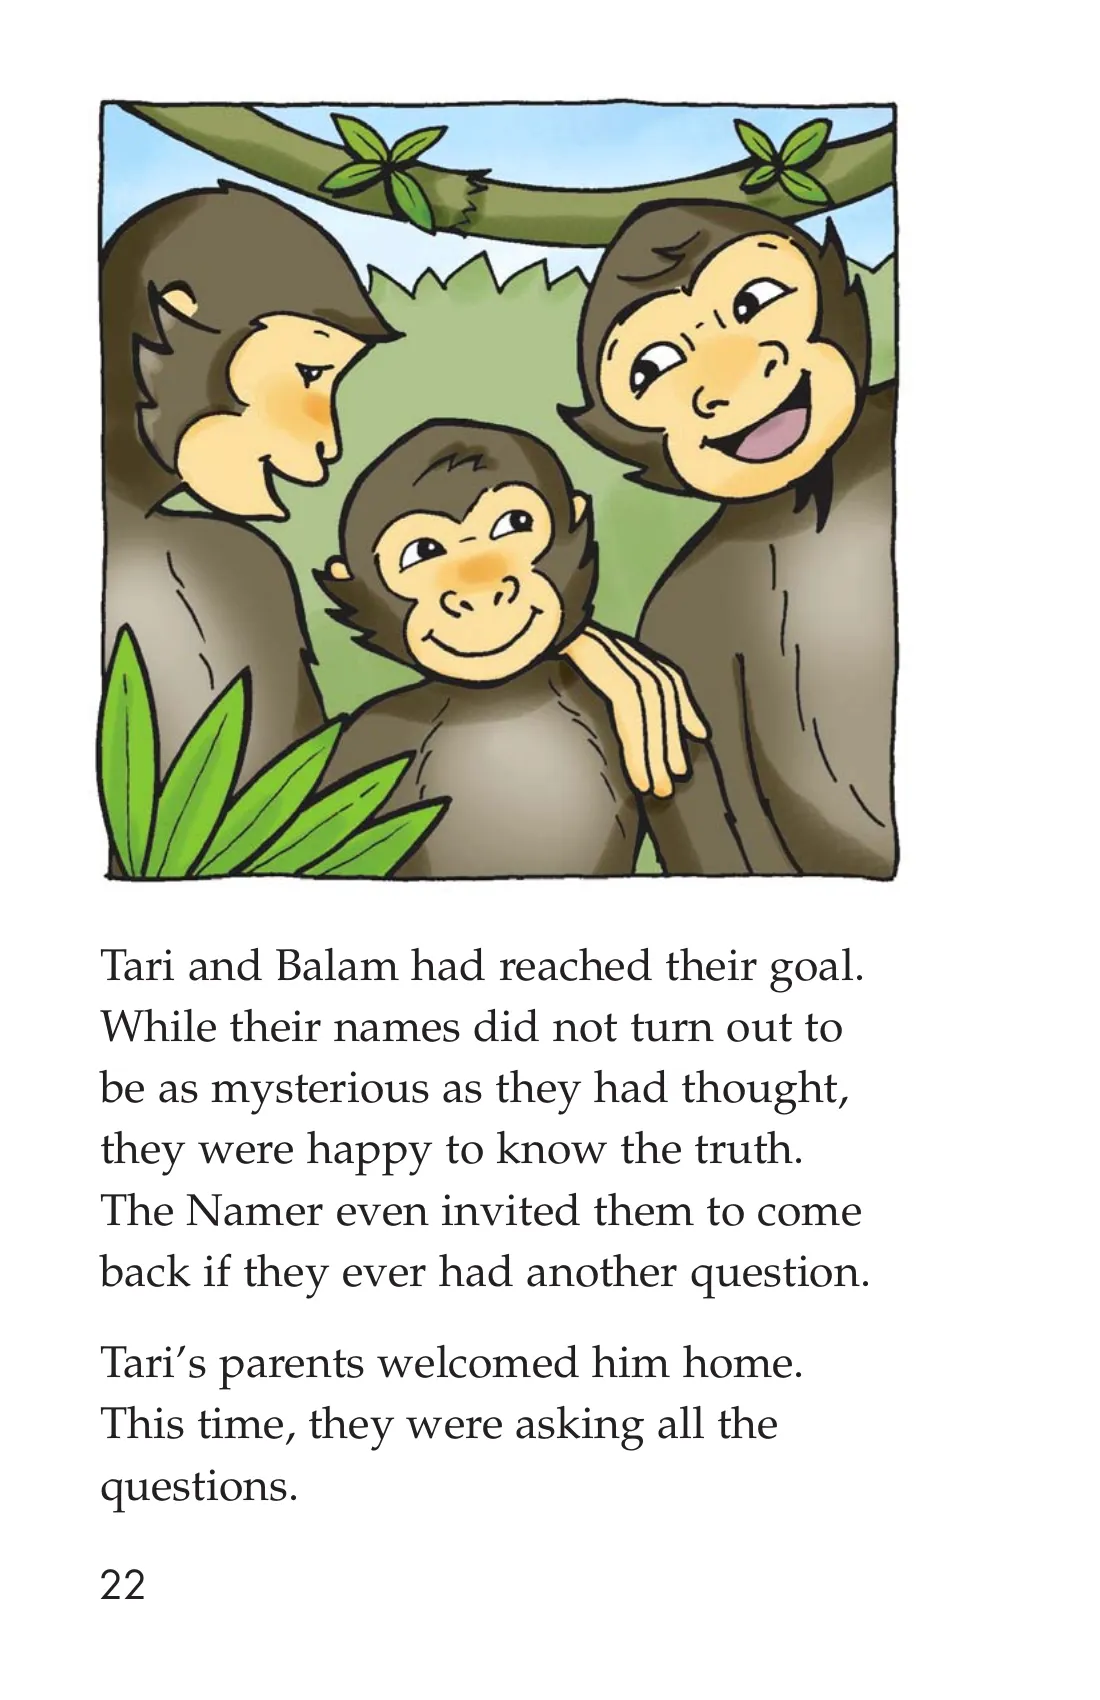 Tari and Balam had reached their goal.
While their names did not turn out to
be as mysterious as they had thought,
they were happy to know the truth.
The Namer even invited them to come
back if they ever had another question.
Tari’s parents welcomed him home.
This time, they were asking all the
questions.
22